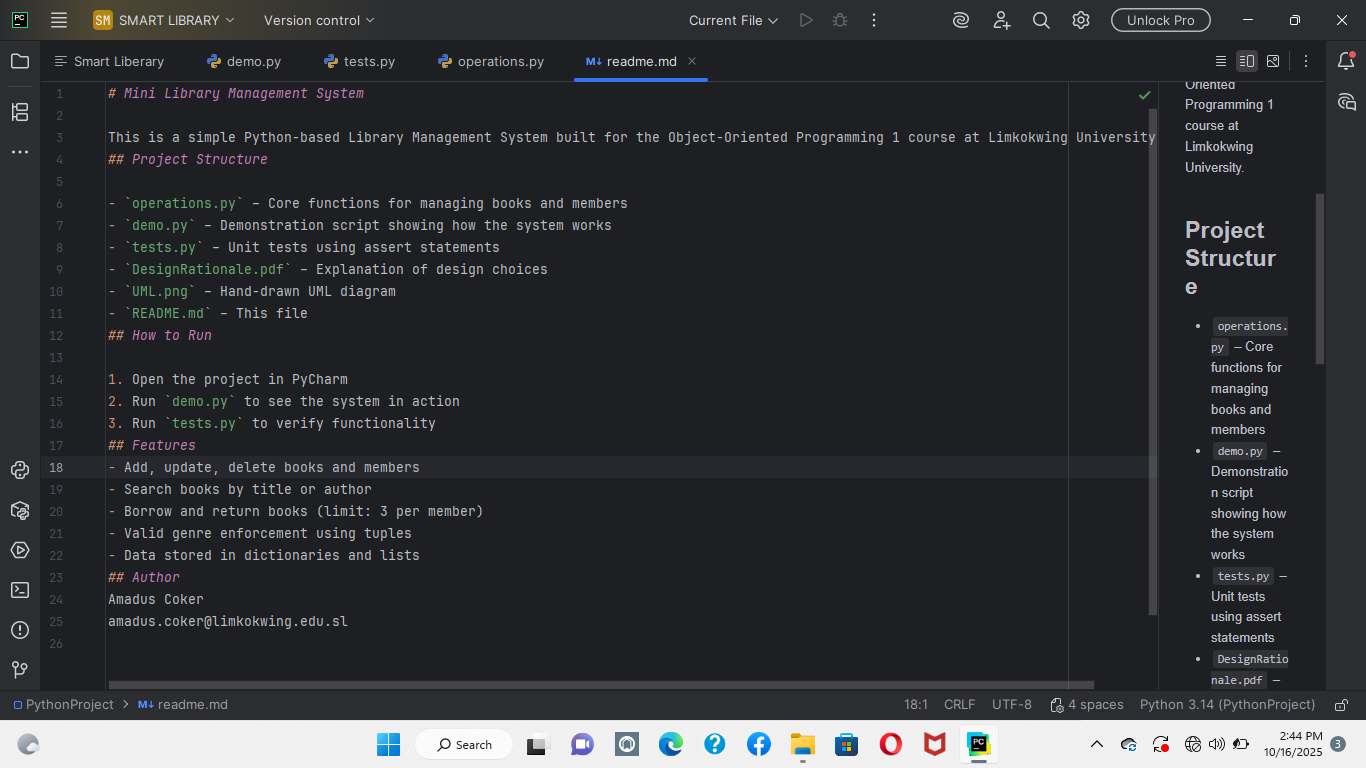 PC
SM SMART LIBRARY
Version control
Current File
Unlock Pro
Smart Liberary
demo.py
tests.py
operations.py
M↓ readme.md
1 # Mini Library Management System
2
3 This is a simple Python-based Library Management System built for the Object-Oriented Programming 1 course at Limkokwing University
4 ## Project Structure
5
6 - `operations.py` – Core functions for managing books and members
7 - `demo.py` – Demonstration script showing how the system works
8 - `tests.py` – Unit tests using assert statements
9 - `DesignRationale.pdf` – Explanation of design choices
10 - `UML.png` – Hand-drawn UML diagram
11 - `README.md` – This file
12 ## How to Run
13
14 1. Open the project in PyCharm
15 2. Run `demo.py` to see the system in action
16 3. Run `tests.py` to verify functionality
17 ## Features
18 - Add, update, delete books and members
19 - Search books by title or author
20 - Borrow and return books (limit: 3 per member)
21 - Valid genre enforcement using tuples
22 - Data stored in dictionaries and lists
23 ## Author
24 Amadus Coker
25 amadus.coker@limkokwing.edu.sl
26
Oriented
Programming 1
course at
Limkokwing
University.
Project
Structur
e
• operations.
py – Core
functions for
managing
books and
members
• demo.py –
Demonstratio
n script
showing how
the system
works
• tests.py –
Unit tests
using assert
statements
• DesignRatio
nale.pdf –
PythonProject > M↓ readme.md
18:1 CRLF UTF-8 4 spaces Python 3.14 (PythonProject)
Search
PC
2:44 PM
10/16/2025
3